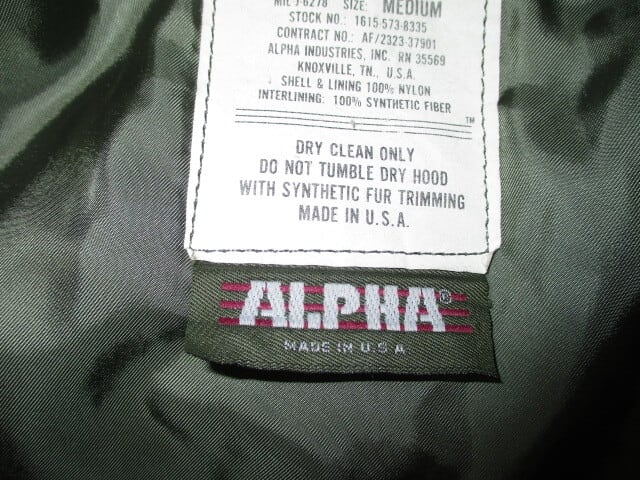 MIL-J-6278 SIZE: MEDIUM
STOCK NO.: 1615-573-8335
CONTRACT NO.: AF/2323-37901
ALPHA INDUSTRIES, INC. RN 35569
KNOXVILLE, TN., U.S.A.
SHELL & LINING 100% NYLON
INTERLINING: 100% SYNTHETIC FIBER
TM
DRY CLEAN ONLY
DO NOT TUMBLE DRY HOOD
WITH SYNTHETIC FUR TRIMMING
MADE IN U.S.A.
ALPHA®
MADE IN U.S.A